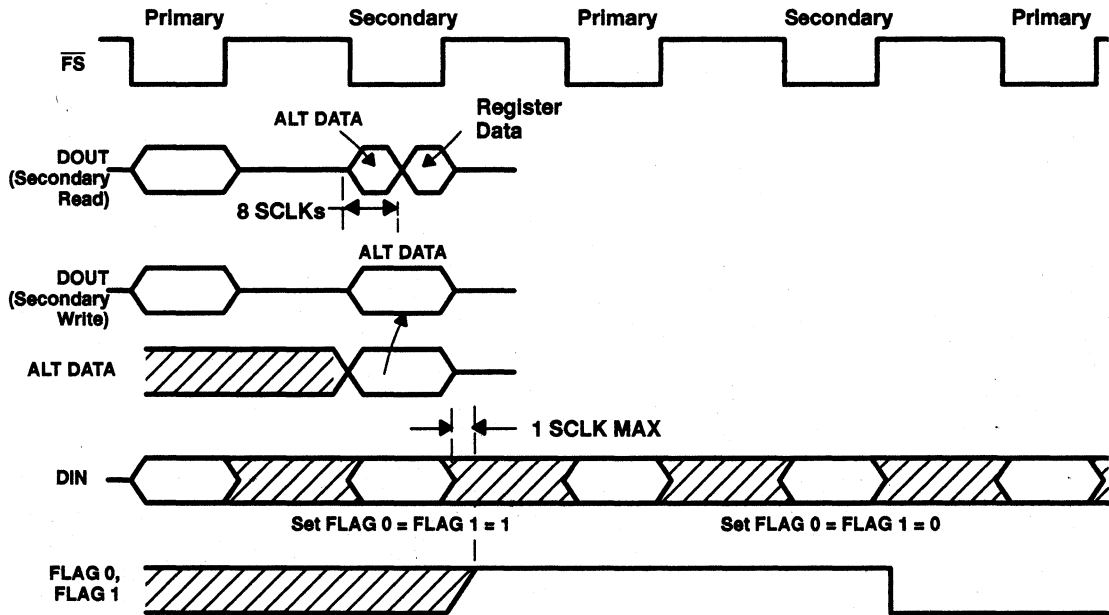 Primary Secondary Primary Secondary Primary
FS
ALT DATA
Register
Data
DOUT
(Secondary
Read)
8 SCLKs
ALT DATA
DOUT
(Secondary
Write)
ALT DATA
1 SCLK MAX
DIN
Set FLAG 0 = FLAG 1 = 1 Set FLAG 0 = FLAG 1 = 0
FLAG 0,
FLAG 1